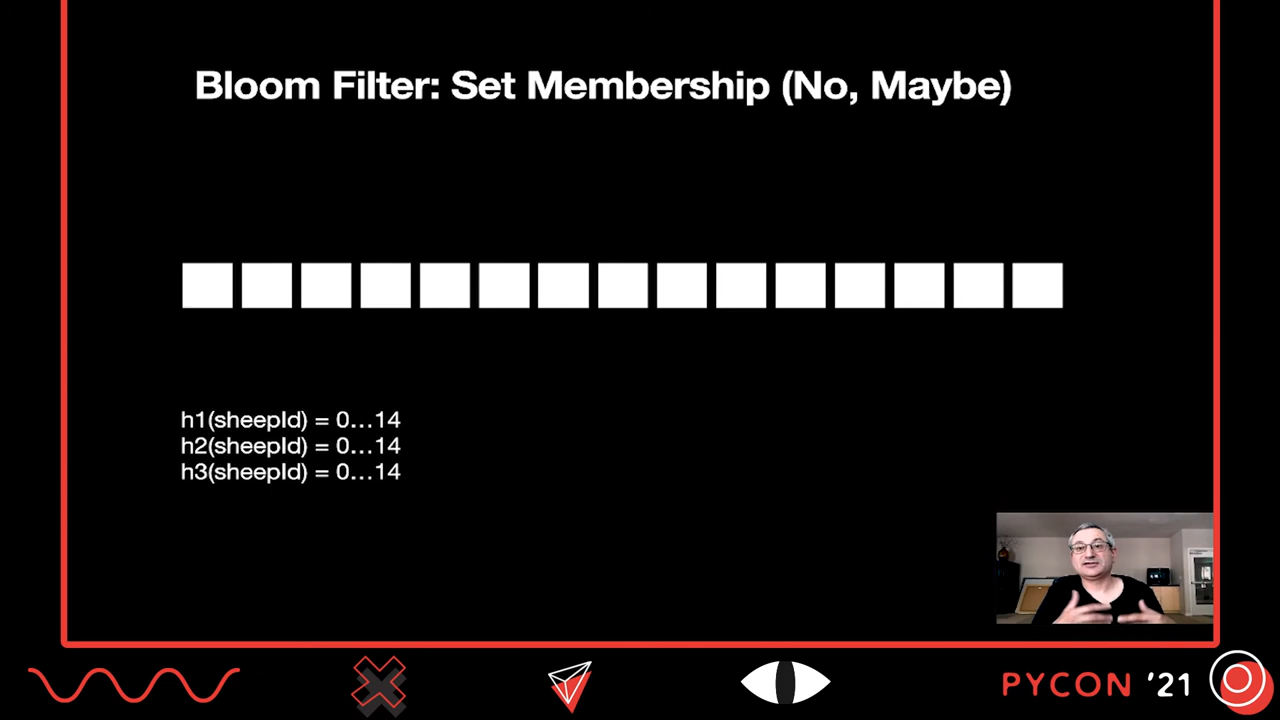 Bloom Filter: Set Membership (No, Maybe)
h1(sheepId) = 0...14
h2(sheepId) = 0...14
h3(sheepId) = 0...14
PYCON '21